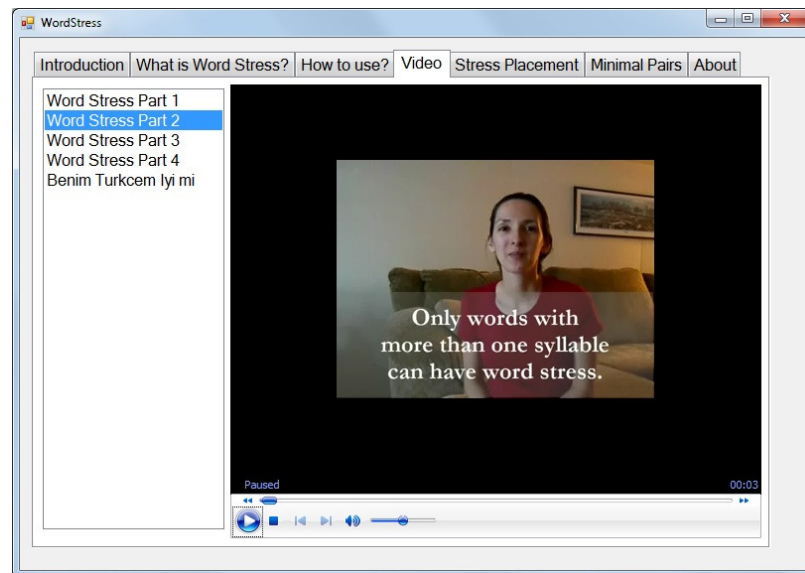 WordStress
Introduction What is Word Stress? How to use? Video Stress Placement Minimal Pairs About
Word Stress Part 1
Word Stress Part 2
Word Stress Part 3
Word Stress Part 4
Benim Turkcem Iyi mi
Only words with
more than one syllable
can have word stress.
Paused 00:03